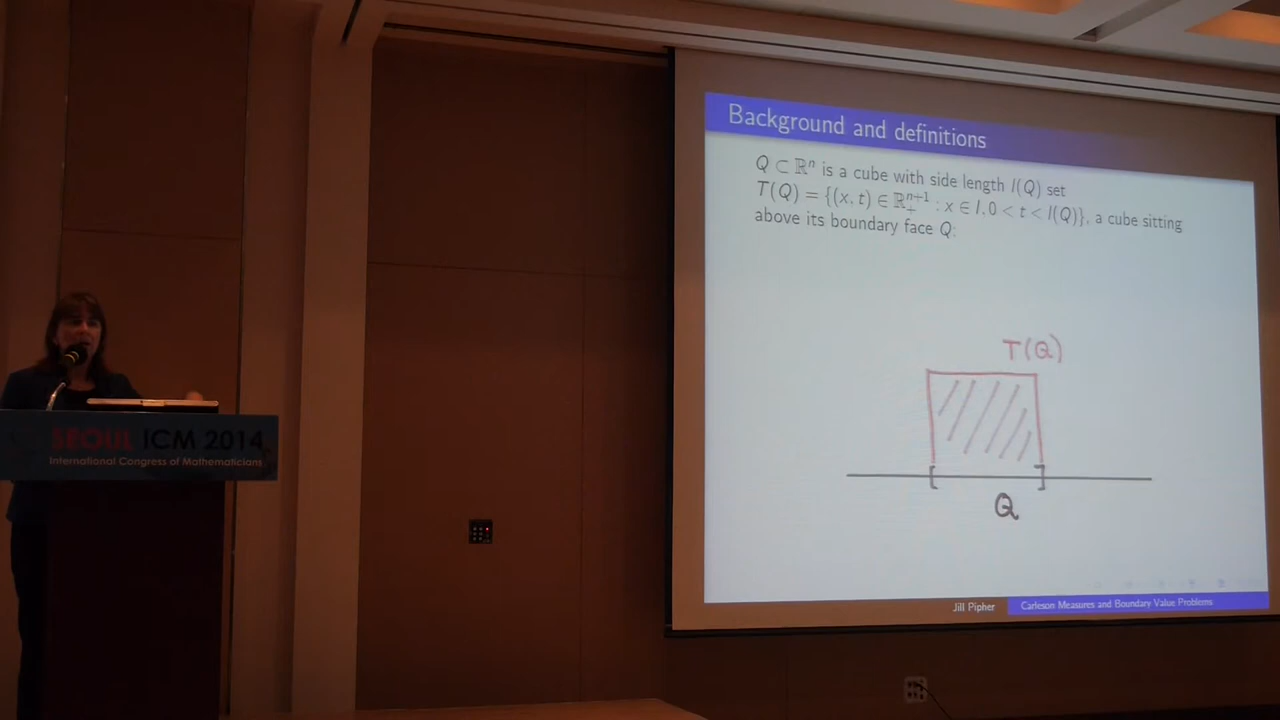 Background and definitions
Q ⊂ ℝⁿ is a cube with side length l(Q) set
T(Q) = {(x, t) ∈ ℝ₊ⁿ⁺¹ : x ∈ I, 0 < t < l(Q)}, a cube sitting
above its boundary face Q:
T(Q)
Q
Jill Pipher
Carleson Measures and Boundary Value Problems
SEOUL ICM 2014
International Congress of Mathematicians